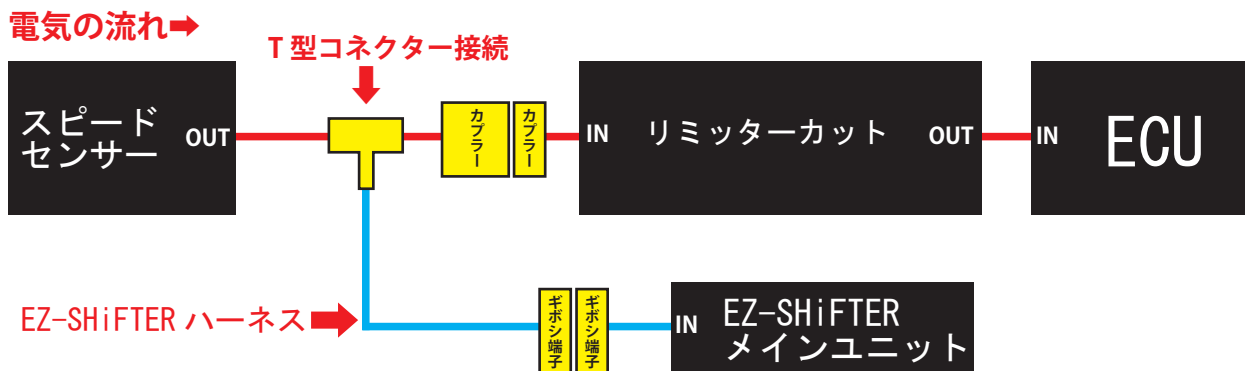 電気の流れ➡
T型コネクター接続
スピード
センサー
OUT
カプラー
カプラー
IN
リミッターカット
OUT
IN
ECU
EZ-SHiFTER ハーネス
ギボシ端子
ギボシ端子
IN
EZ-SHiFTER
メインユニット